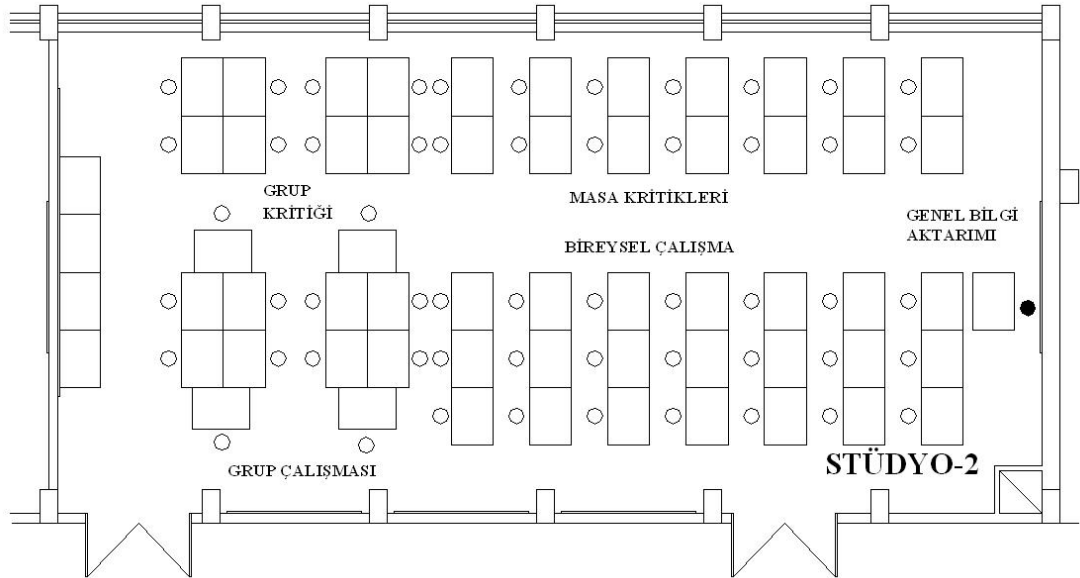 GRUP
KRİTİĞİ
MASA KRİTİKLERİ
GENEL BİLGİ
AKTARIMI
BİREYSEL ÇALIŞMA
GRUP ÇALIŞMASI
STÜDYO-2